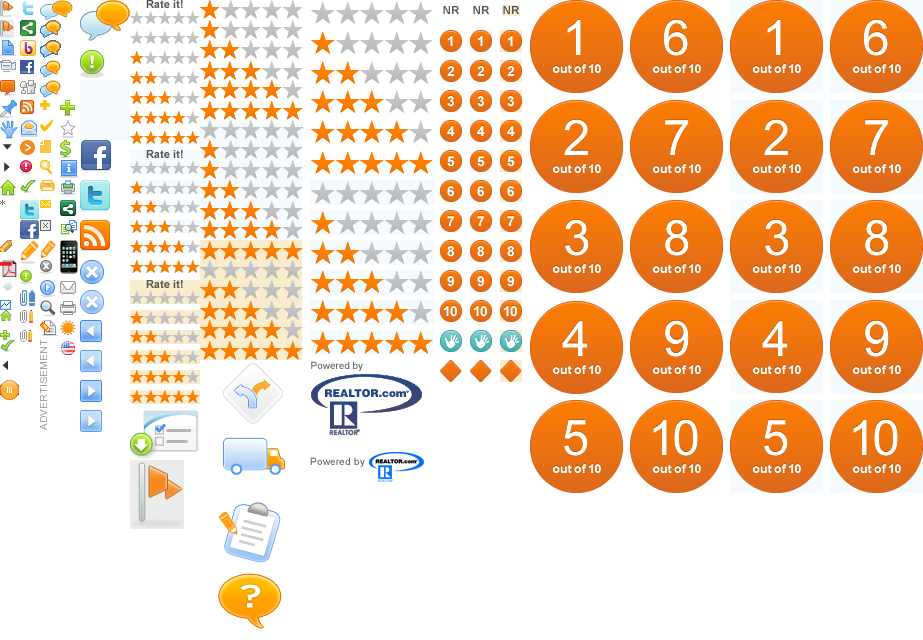 Rate it!
Rate it!
Rate it!
ADVERTISEMENT
Powered by
REALTOR.com
R
REALTOR
Powered by
REALTOR.com
R
NR NR NR
1 1 1
2 2 2
3 3 3
4 4 4
5 5 5
6 6 6
7 7 7
8 8 8
9 9 9
10 10 10
1 6 1 6
out of 10 out of 10 out of 10 out of 10
2 7 2 7
out of 10 out of 10 out of 10 out of 10
3 8 3 8
out of 10 out of 10 out of 10 out of 10
4 9 4 9
out of 10 out of 10 out of 10 out of 10
5 10 5 10
out of 10 out of 10 out of 10 out of 10